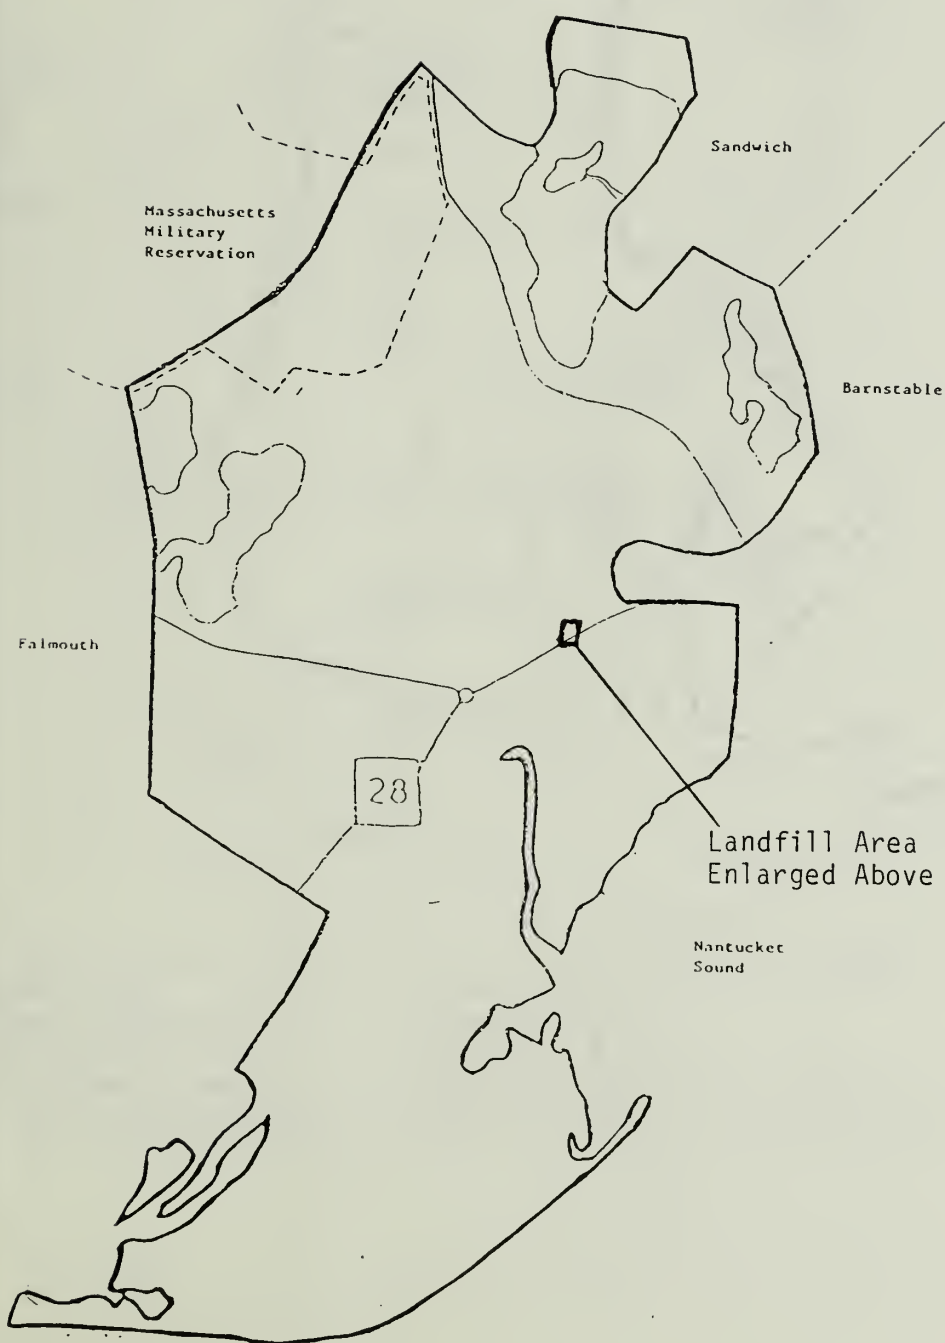 Sandwich
Massachusetts
Military
Reservation
Barnstable
Falmouth
28
Landfill Area
Enlarged Above
Nantucket
Sound